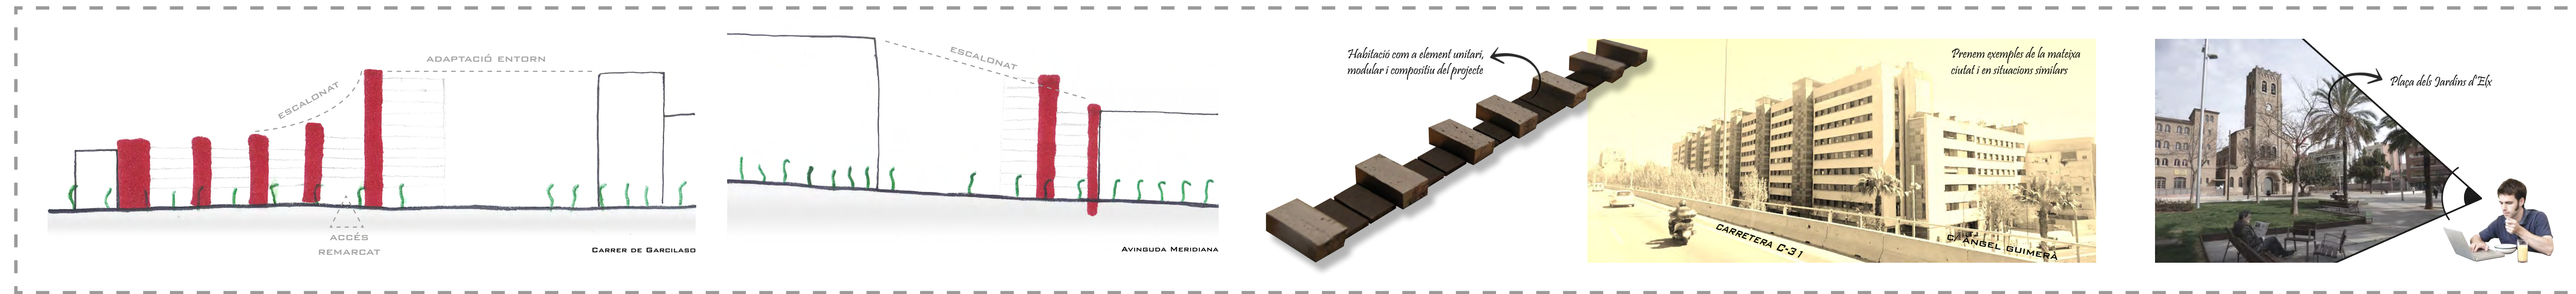 ESCALONAT
ADAPTACIÓ ENTORN
ACCÉS
REMARCAT
CARRER DE GARCILASO
ESCALONAT
AVINGUDA MERIDIANA
Habitació com a element unitari,
modular i compositiu del projecte
Prenem exemples de la mateixa
ciutat i en situacions similars
CARRETERA C-31
C/ ÀNGEL GUIMERÀ
Plaça dels Jardins d'Elx